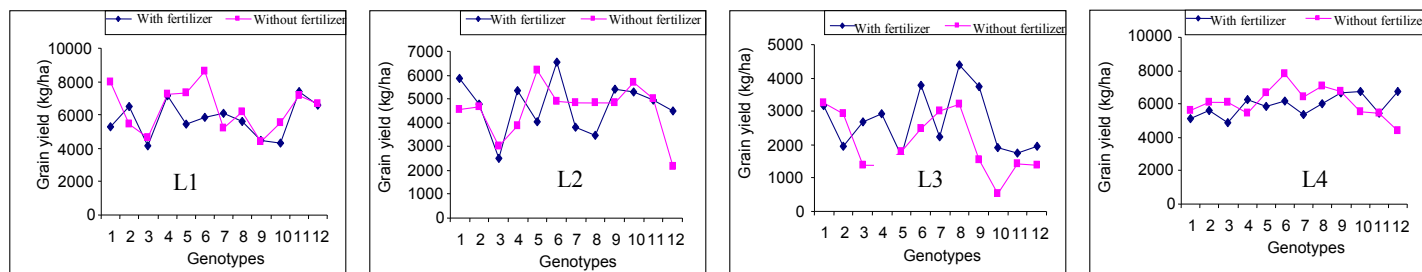 With fertilizer Without fertilizer
Grain yield (kg/ha)
10000
8000
6000
4000
2000
0
L1
1 2 3 4 5 6 7 8 9 10 11 12
Genotypes
With fertilizer Without fertilizer
Grain yield (kg/ha)
7000
6000
5000
4000
3000
2000
1000
0
L2
1 2 3 4 5 6 7 8 9 10 11 12
Genotypes
With fertilizer Without fertilizer
Grain yield (kg/ha)
5000
4000
3000
2000
1000
0
L3
1 2 3 4 5 6 7 8 9 10 11 12
Genotypes
With fertilizer Without fertilizer
Grain yield (kg/ha)
10000
8000
6000
4000
2000
0
L4
1 2 3 4 5 6 7 8 9 10 11 12
Genotypes